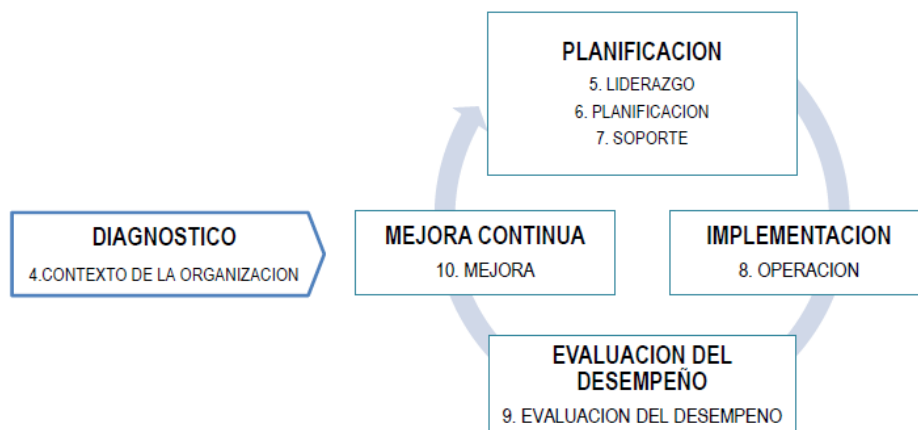 PLANIFICACION
5. LIDERAZGO
6. PLANIFICACION
7. SOPORTE
DIAGNOSTICO
4.CONTEXTO DE LA ORGANIZACION
MEJORA CONTINUA
10. MEJORA
IMPLEMENTACION
8. OPERACION
EVALUACION DEL
DESEMPEÑO
9. EVALUACION DEL DESEMPENO